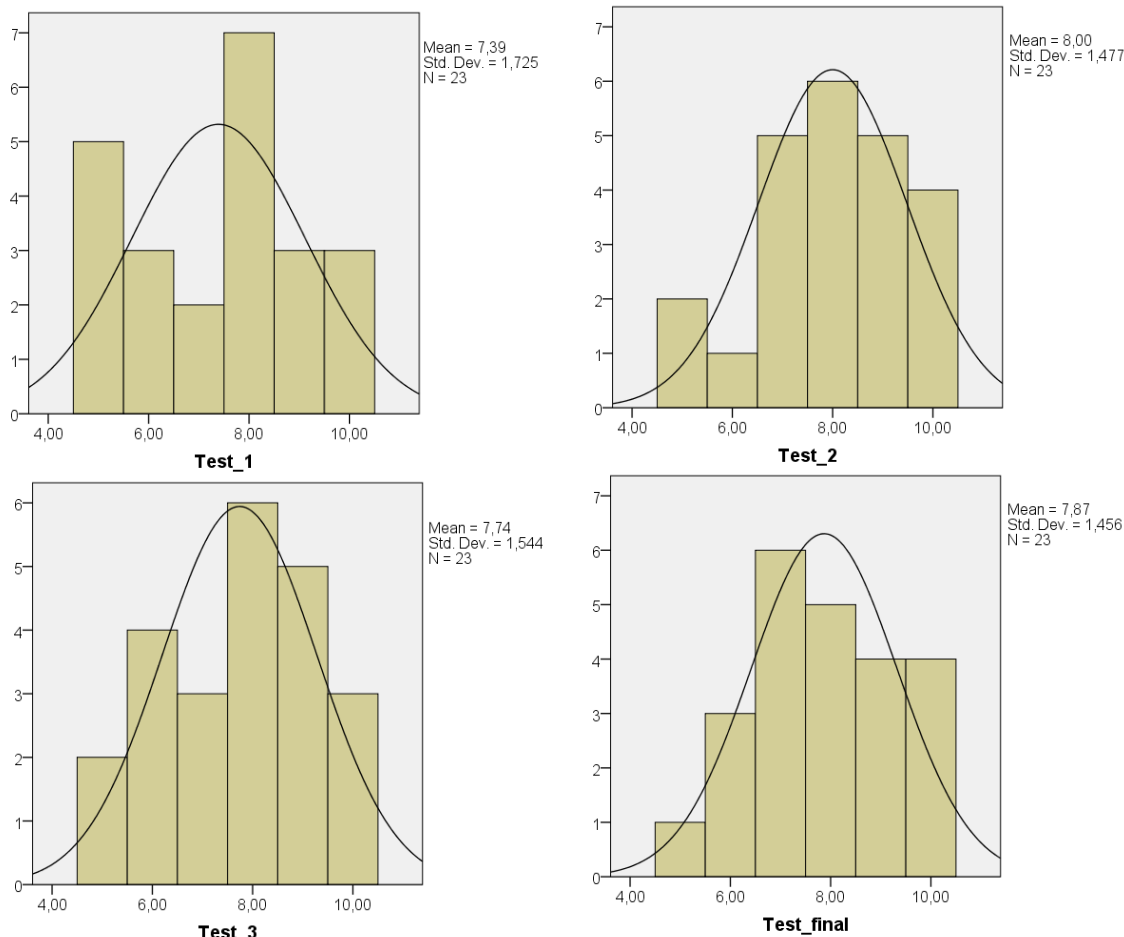 7
6
5
4
3
2
1
0
4,00 6,00 8,00 10,00
Test_1
Mean = 7,39
Std. Dev. = 1,725
N = 23
7
6
5
4
3
2
1
0
4,00 6,00 8,00 10,00
Test_2
Mean = 8,00
Std. Dev. = 1,477
N = 23
6
5
4
3
2
1
0
4,00 6,00 8,00 10,00
Test_3
Mean = 7,74
Std. Dev. = 1,544
N = 23
7
6
5
4
3
2
1
0
4,00 6,00 8,00 10,00
Test_final
Mean = 7,87
Std. Dev. = 1,456
N = 23